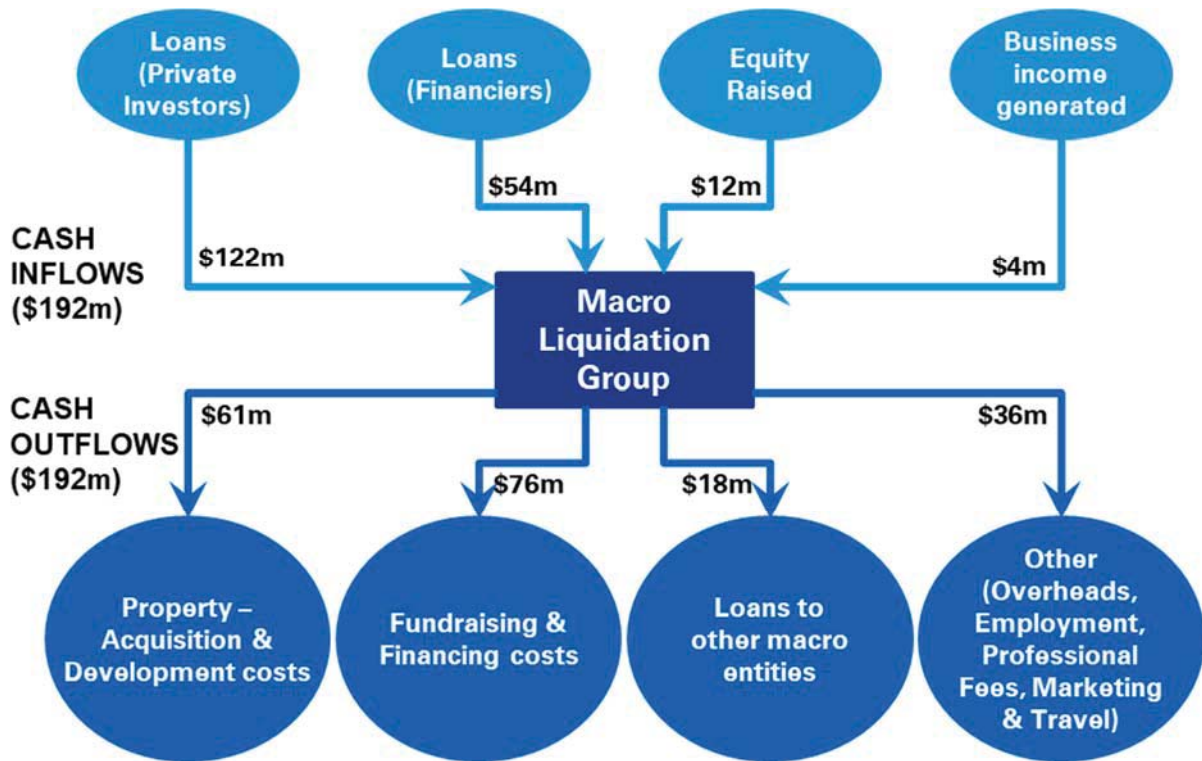 Loans
(Private
Investors)
Loans
(Financiers)
Equity
Raised
Business
income
generated
$54m
$12m
CASH
INFLOWS
($192m)
$122m
$4m
Macro
Liquidation
Group
CASH
OUTFLOWS
($192m)
$61m
$36m
$76m
$18m
Property –
Acquisition &
Development costs
Fundraising &
Financing costs
Loans to
other macro
entities
Other
(Overheads,
Employment,
Professional
Fees, Marketing
& Travel)